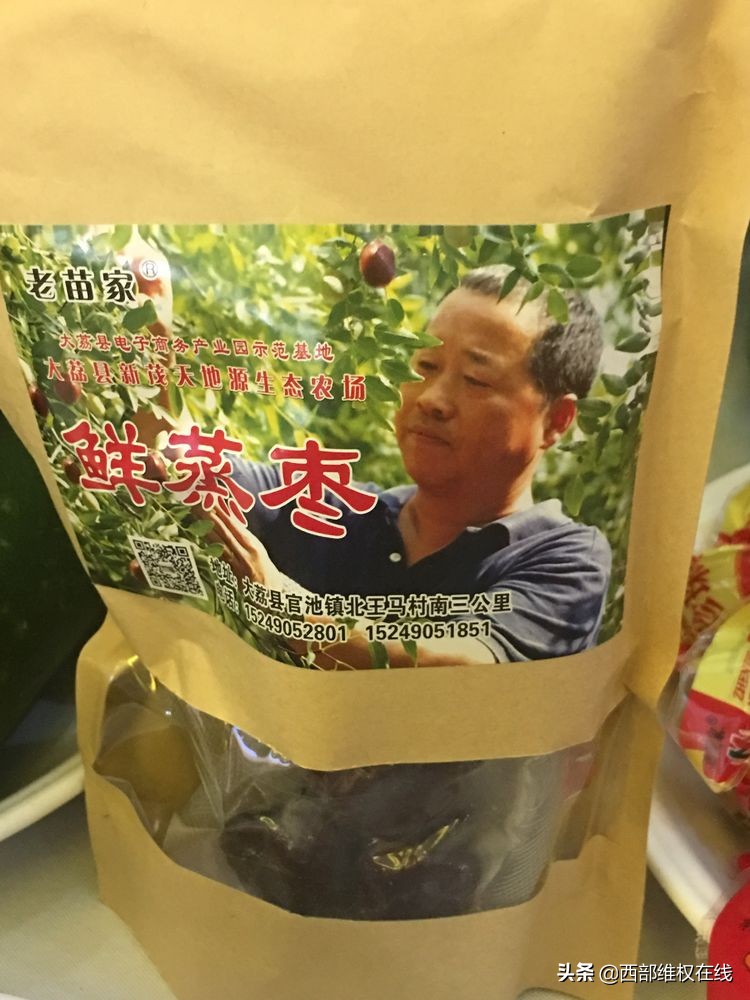 老苗家®
大荔县电子商务产业园示范基地
大荔县新茂天地源生态农场
鲜蒸枣
地址：大荔县官池镇北王马村南三公里
电话：15249052801 15249051851
ZHEN
头条 @西部维权在线